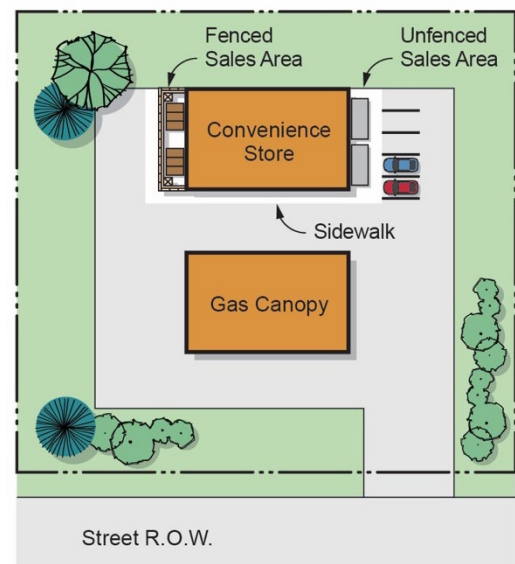 Fenced
Sales Area
Unfenced
Sales Area
Convenience
Store
Sidewalk
Gas Canopy
Street R.O.W.